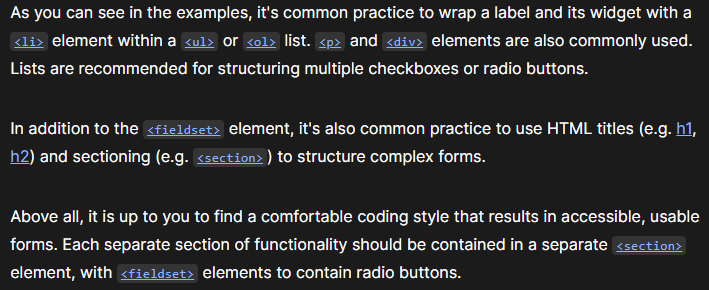 As you can see in the examples, it's common practice to wrap a label and its widget with a
<li> element within a <ul> or <ol> list. <p> and <div> elements are also commonly used.
Lists are recommended for structuring multiple checkboxes or radio buttons.
In addition to the <fieldset> element, it's also common practice to use HTML titles (e.g. h1,
h2) and sectioning (e.g. <section>) to structure complex forms.
Above all, it is up to you to find a comfortable coding style that results in accessible, usable
forms. Each separate section of functionality should be contained in a separate <section>
element, with <fieldset> elements to contain radio buttons.